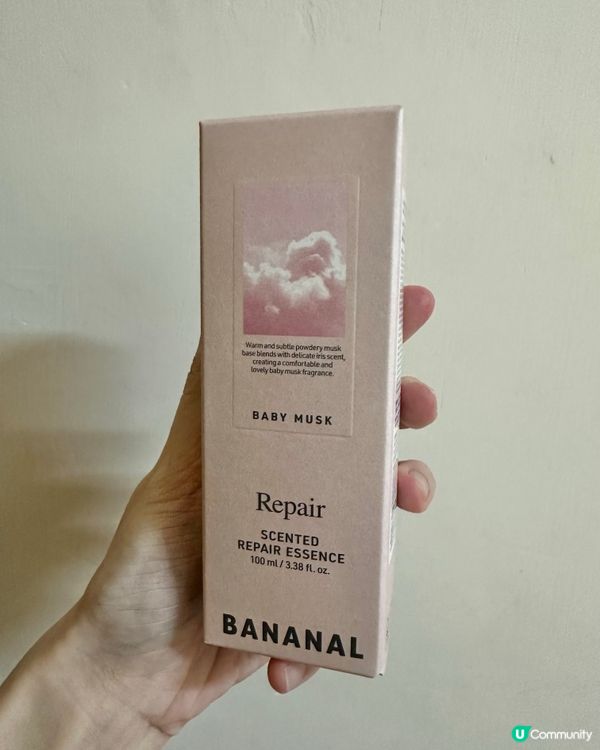 Warm and subtle powdery musk
base blends with delicate iris scent,
creating a comfortable and
lovely baby musk fragrance.
BABY MUSK
Repair
SCENTED
REPAIR ESSENCE
100 ml / 3.38 fl. oz.
BANANAL
U Community